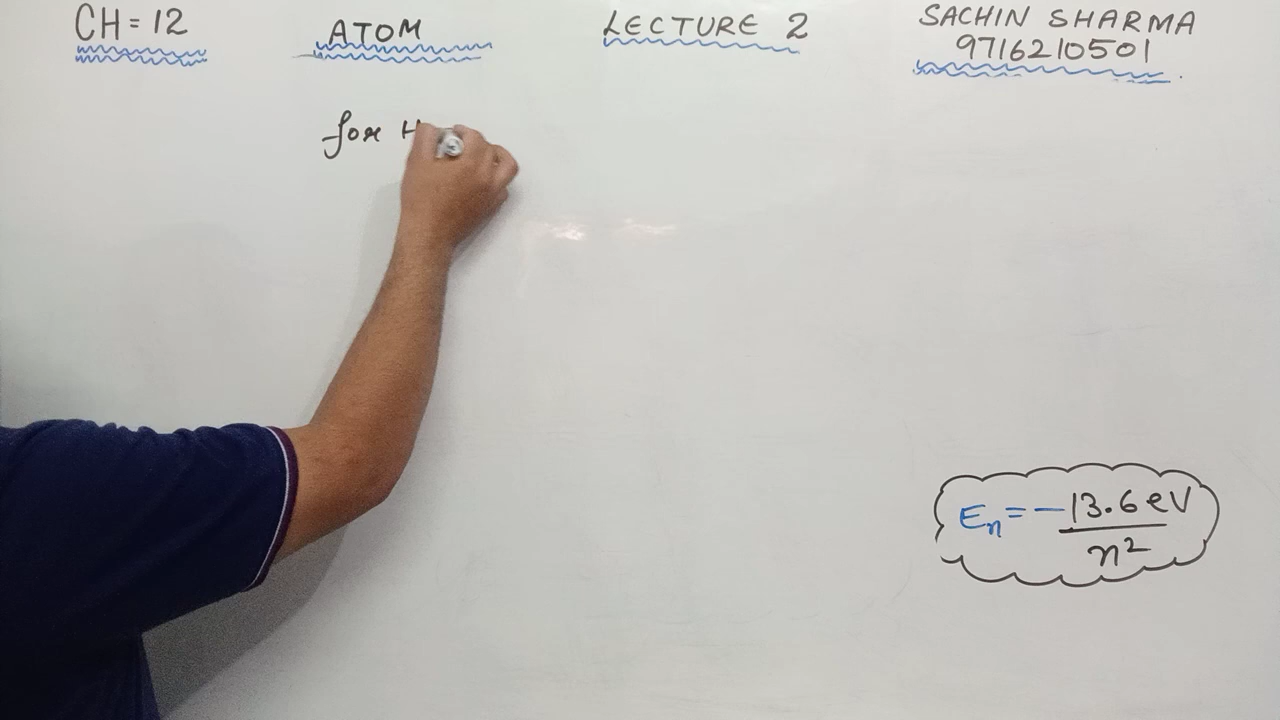 CH = 12
ATOM
LECTURE 2
SACHIN SHARMA
9716210501
for H
En = -13.6 eV
n²